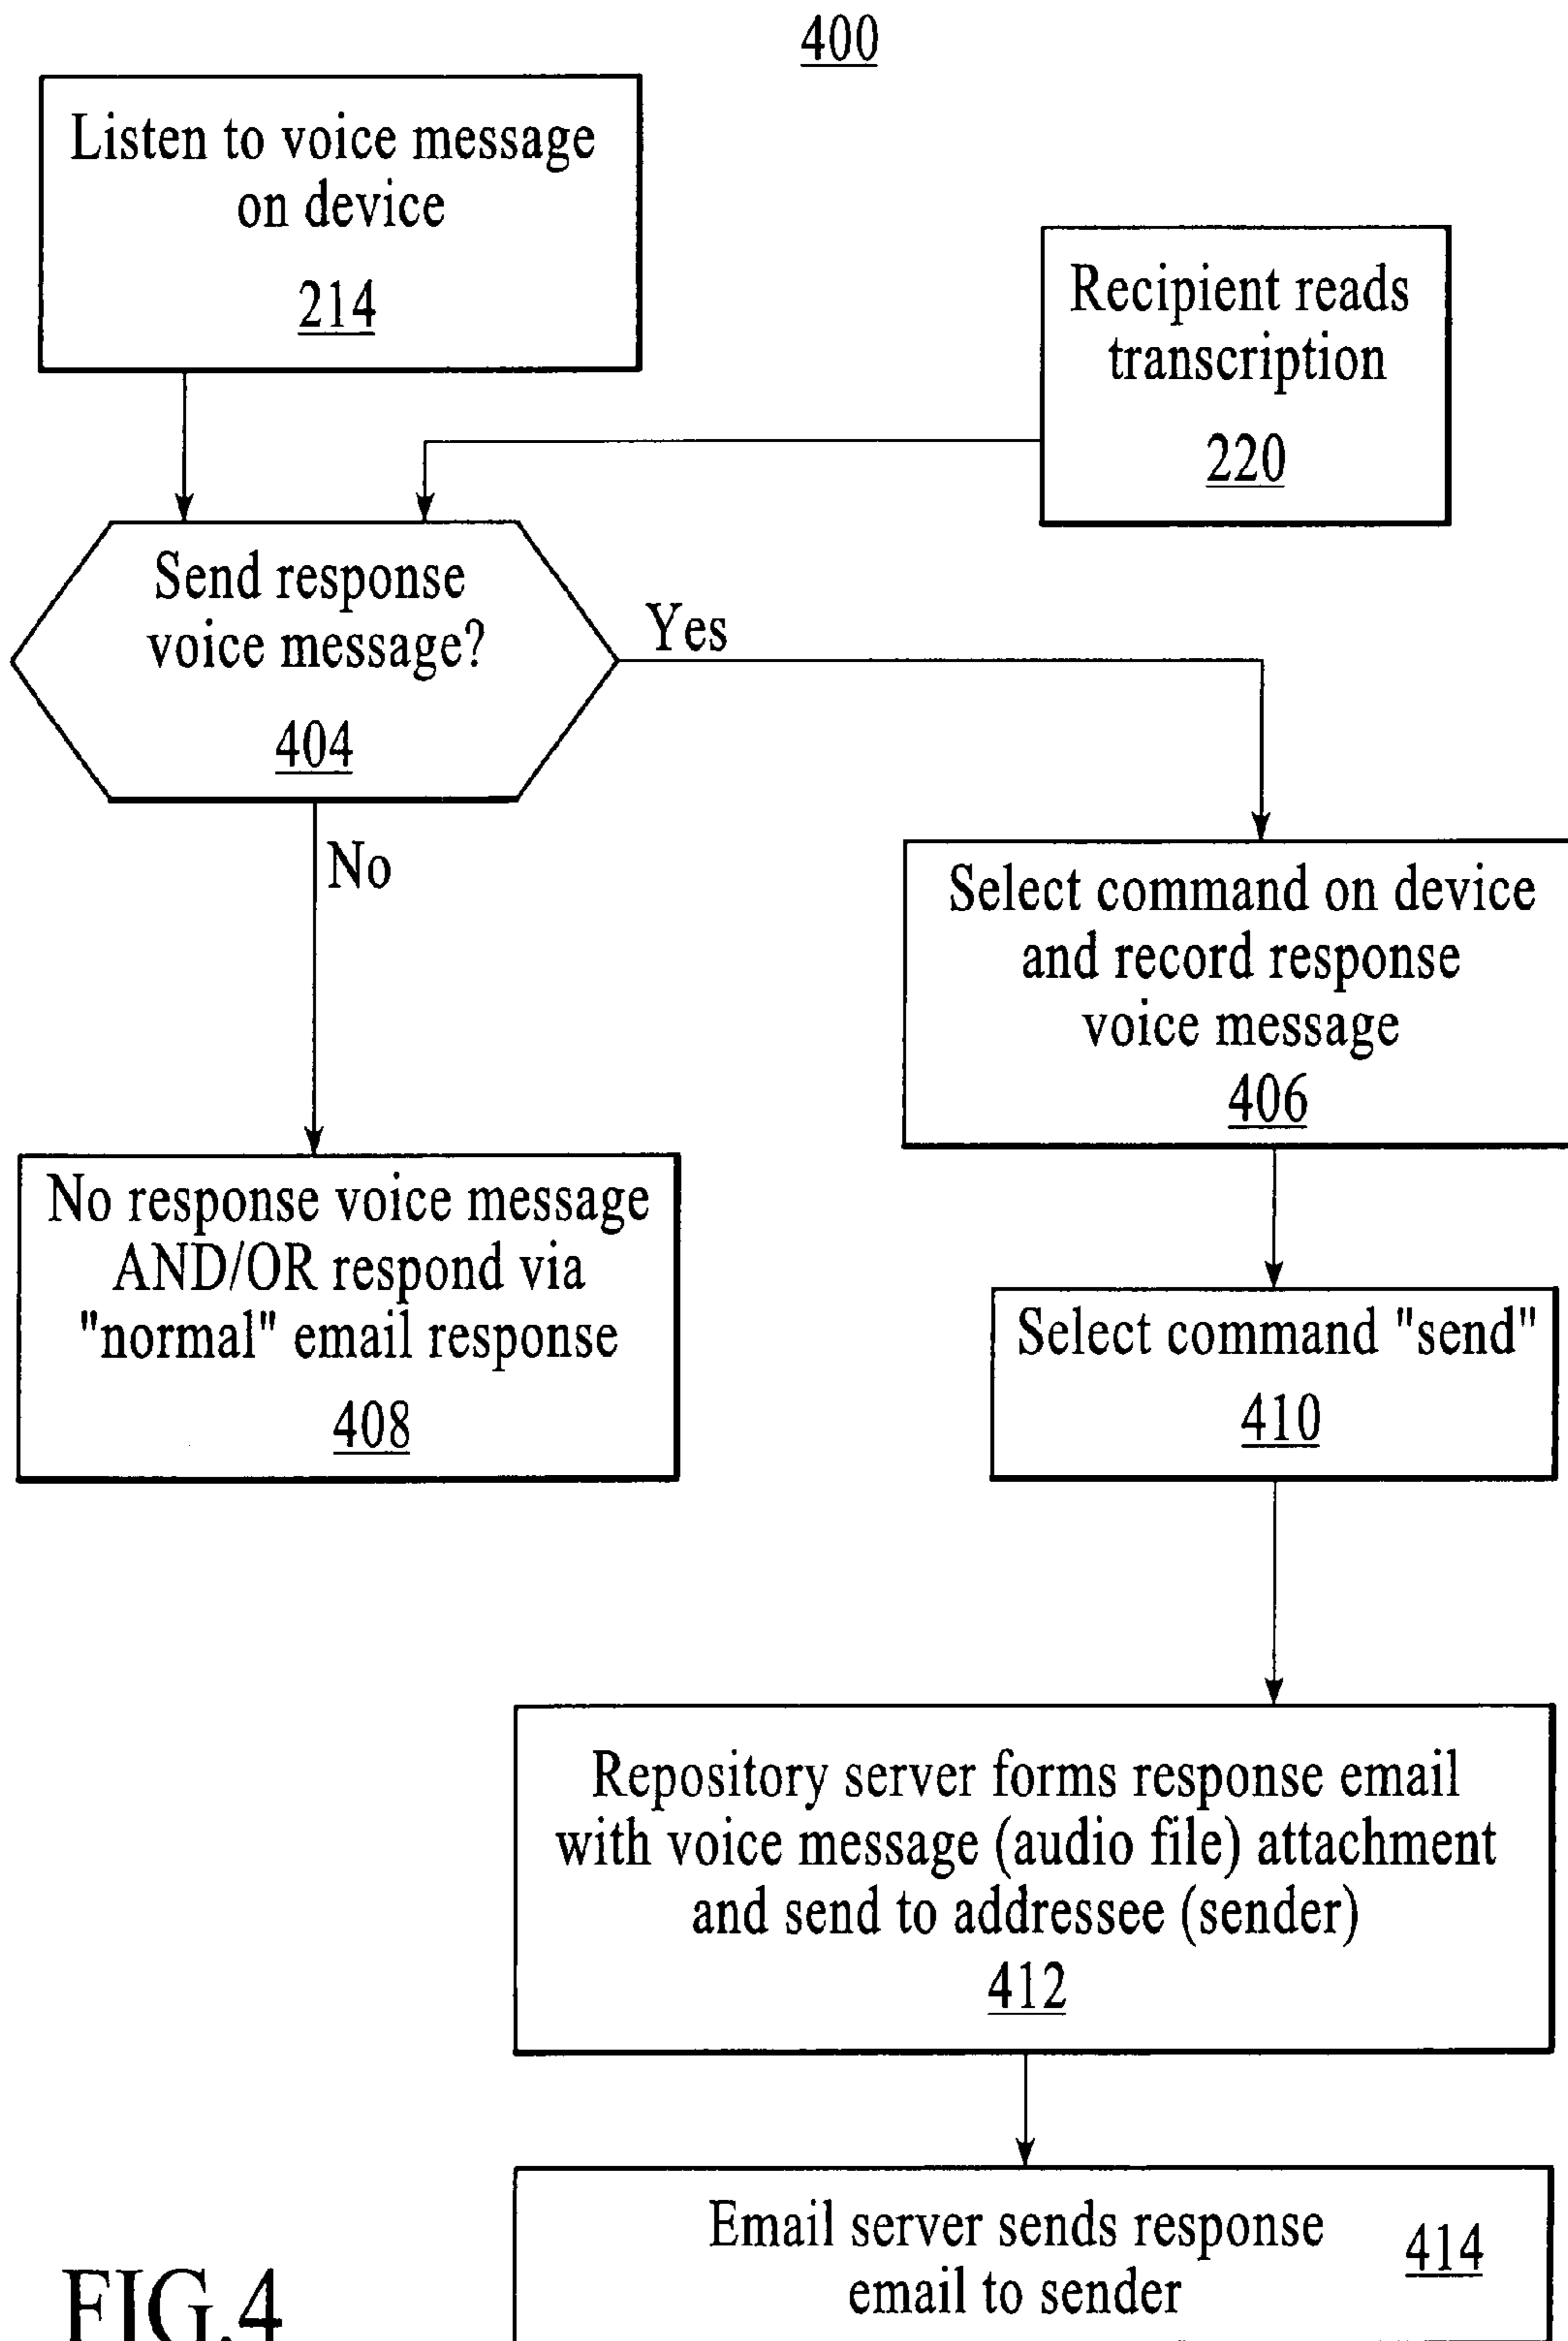 400
Listen to voice message
on device
214
Recipient reads
transcription
220
Send response
voice message?
404
Yes
No
Select command on device
and record response
voice message
406
No response voice message
AND/OR respond via
"normal" email response
408
Select command "send"
410
Repository server forms response email
with voice message (audio file) attachment
and send to addressee (sender)
412
Email server sends response
email to sender
414
FIG.4